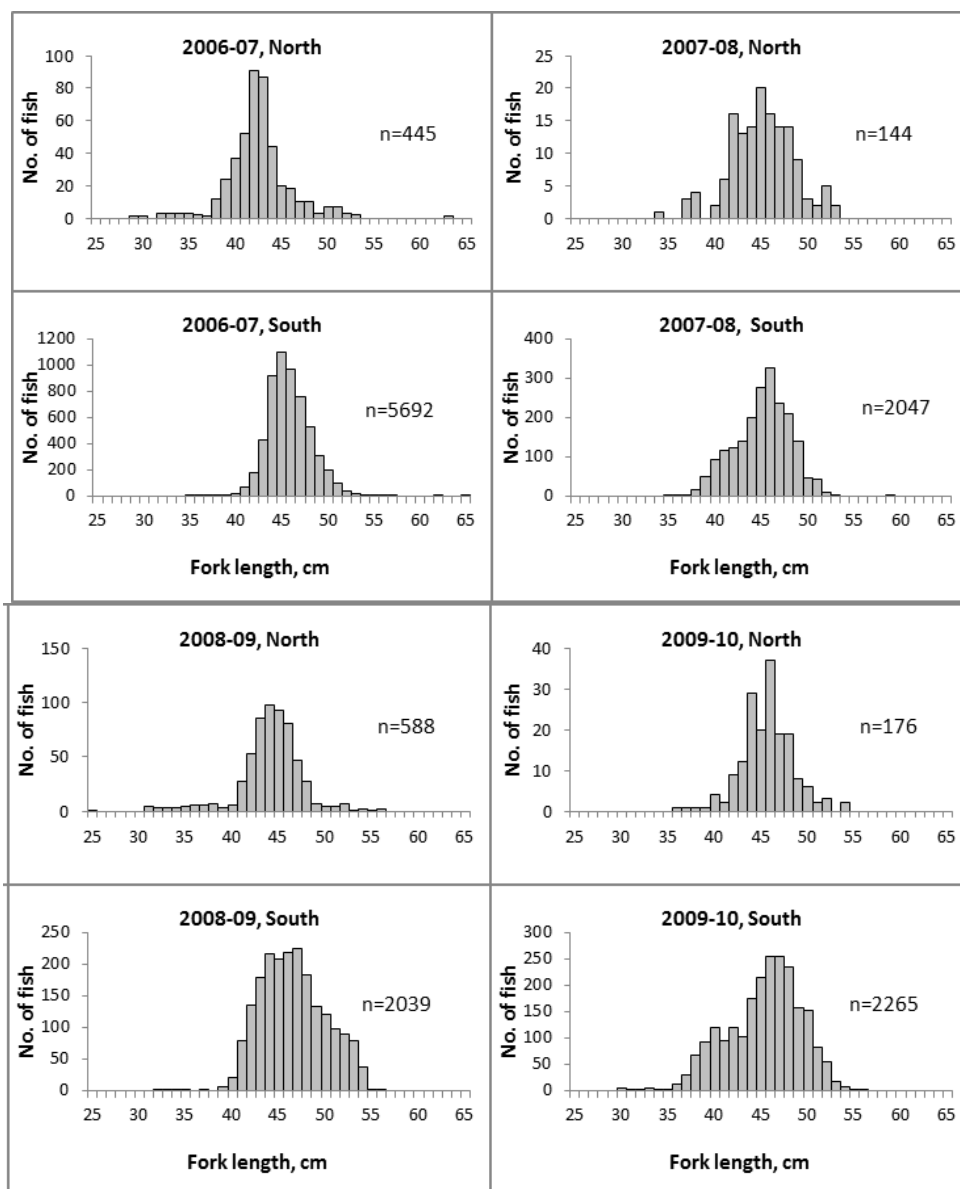 2006-07, North
No. of fish
100
80
60
40
20
0
n=445
25 30 35 40 45 50 55 60 65
2007-08, North
No. of fish
25
20
15
10
5
0
n=144
25 30 35 40 45 50 55 60 65
2006-07, South
No. of fish
1200
1000
800
600
400
200
0
n=5692
25 30 35 40 45 50 55 60 65
Fork length, cm
2007-08, South
No. of fish
400
300
200
100
0
n=2047
25 30 35 40 45 50 55 60 65
Fork length, cm
2008-09, North
No. of fish
150
100
50
0
n=588
25 30 35 40 45 50 55 60 65
2009-10, North
No. of fish
40
30
20
10
0
n=176
25 30 35 40 45 50 55 60 65
2008-09, South
No. of fish
250
200
150
100
50
0
n=2039
25 30 35 40 45 50 55 60 65
Fork length, cm
2009-10, South
No. of fish
300
250
200
150
100
50
0
n=2265
25 30 35 40 45 50 55 60 65
Fork length, cm